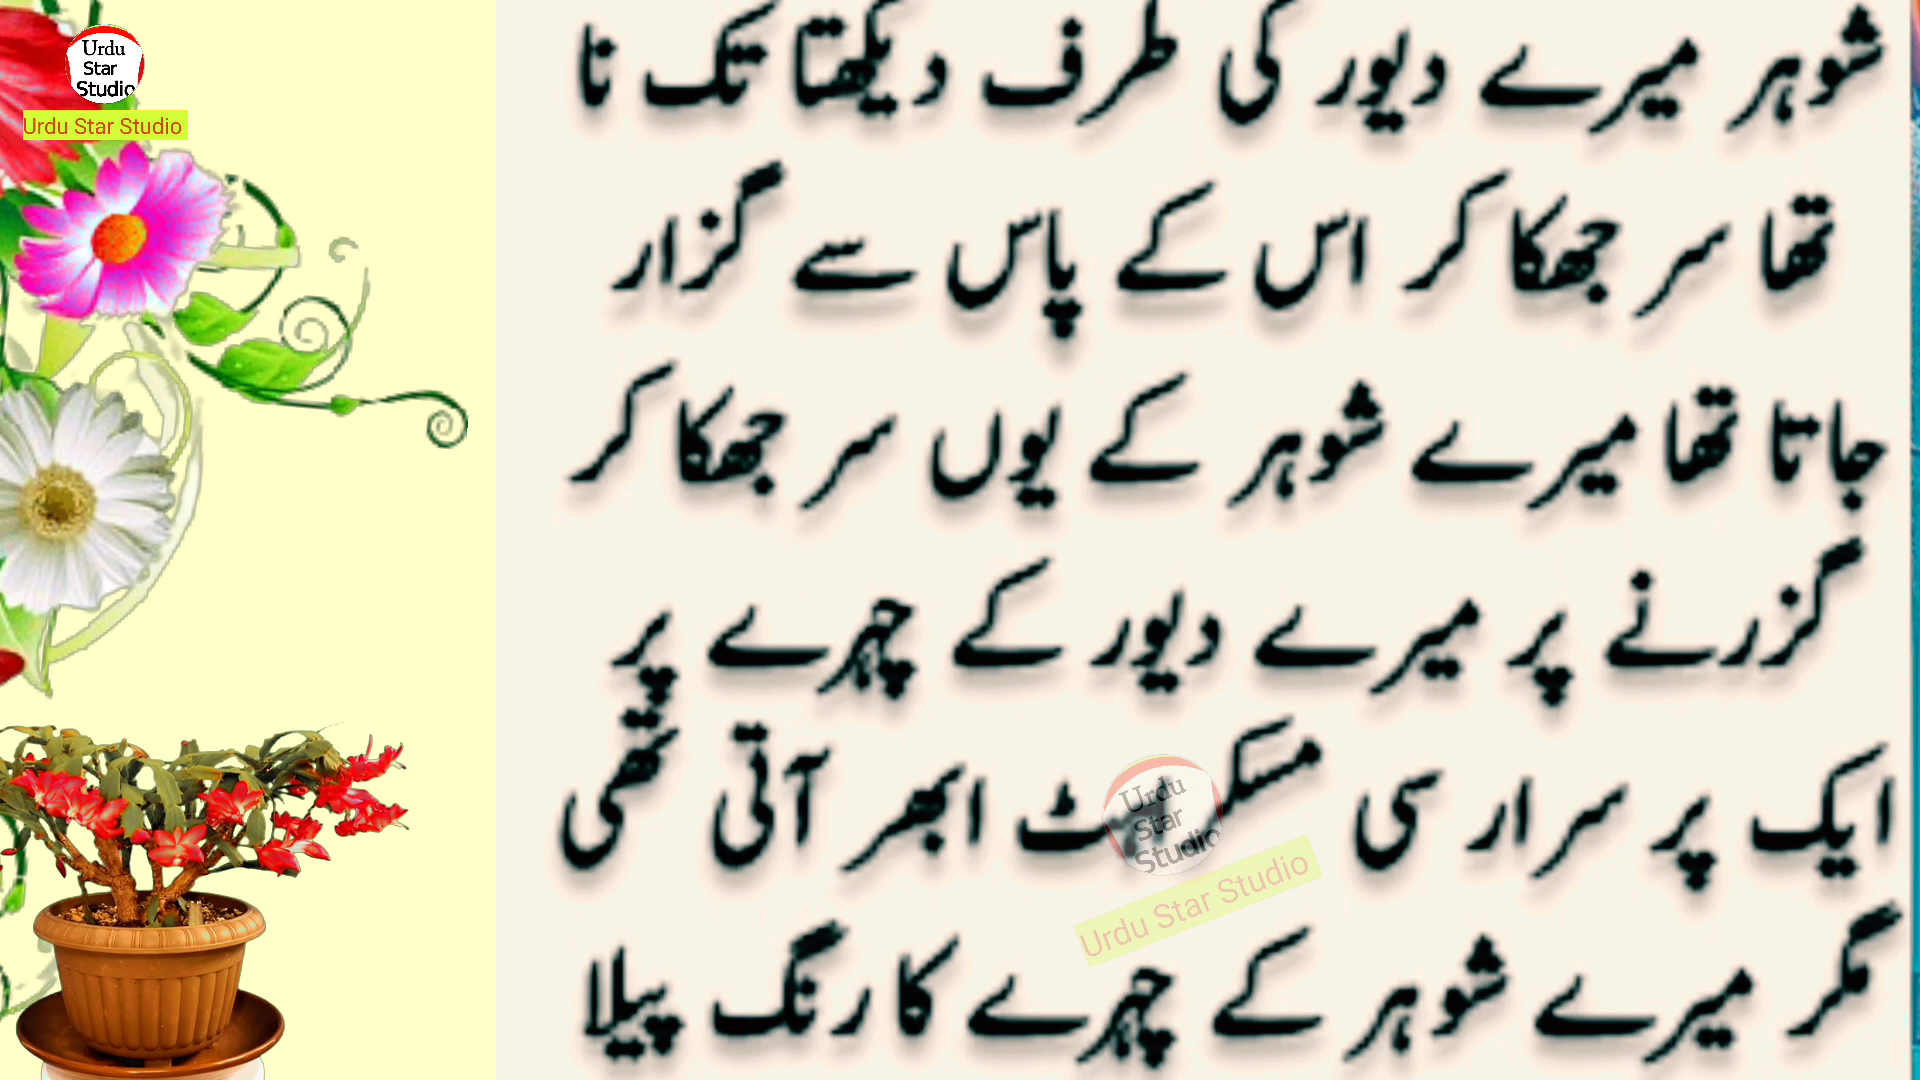 Urdu
Star
Studio
Urdu Star Studio
شوہر میرے دیور کی طرف دیکھتا تک نا
تھا سر جھکا کر اس کے پاس سے گزار
جاتا تھا میرے شوہر کے یوں سر جھکا کر
گزرنے پر میرے دیور کے چہرے پر
ایک پر سرار سی مسکراہٹ ابھر آتی تھی
مگر میرے شوہر کے چہرے کا رنگ پیلا
Urdu
Star
Studio
Urdu Star Studio